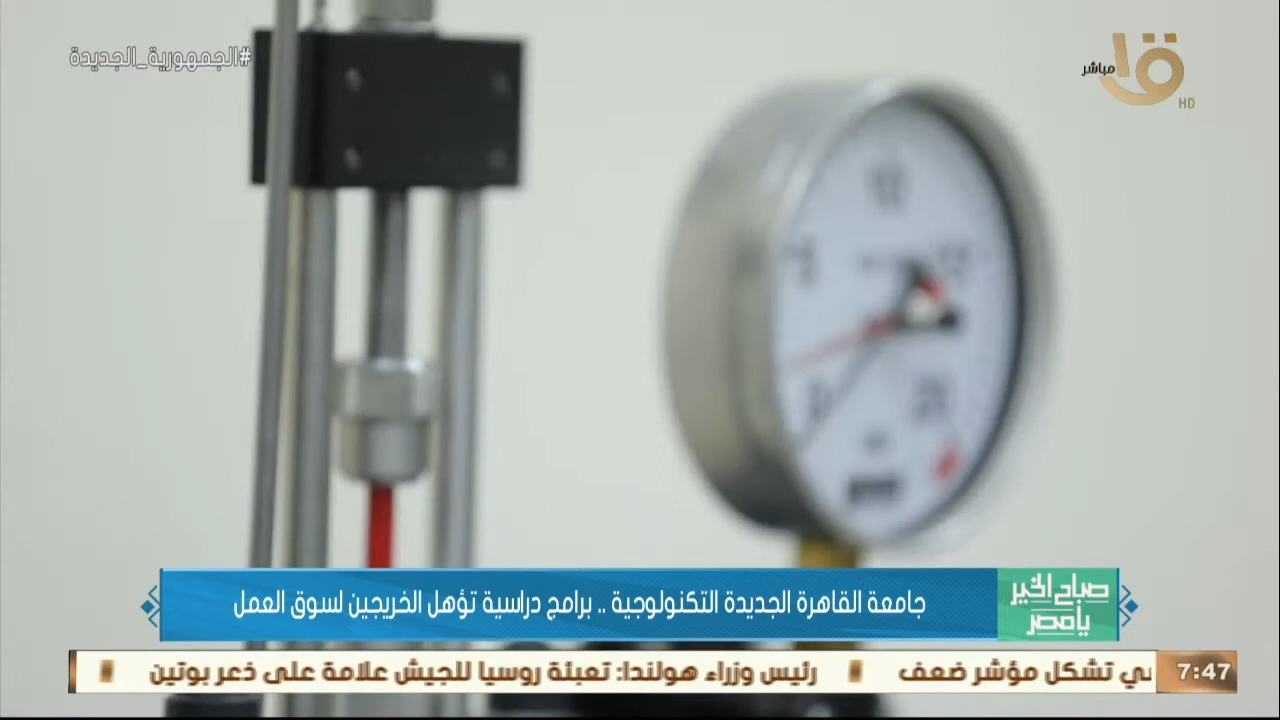 #الجمهورية_الجديدة
مباشر
HD
جامعة القاهرة الجديدة التكنولوجية .. برامج دراسية تؤهل الخريجين لسوق العمل
صباح الخير
يا مصر
7:47
تشكل مؤشر ضعف
رئيس وزراء هولندا: تعبئة روسيا للجيش علامة على ذعر بوتين